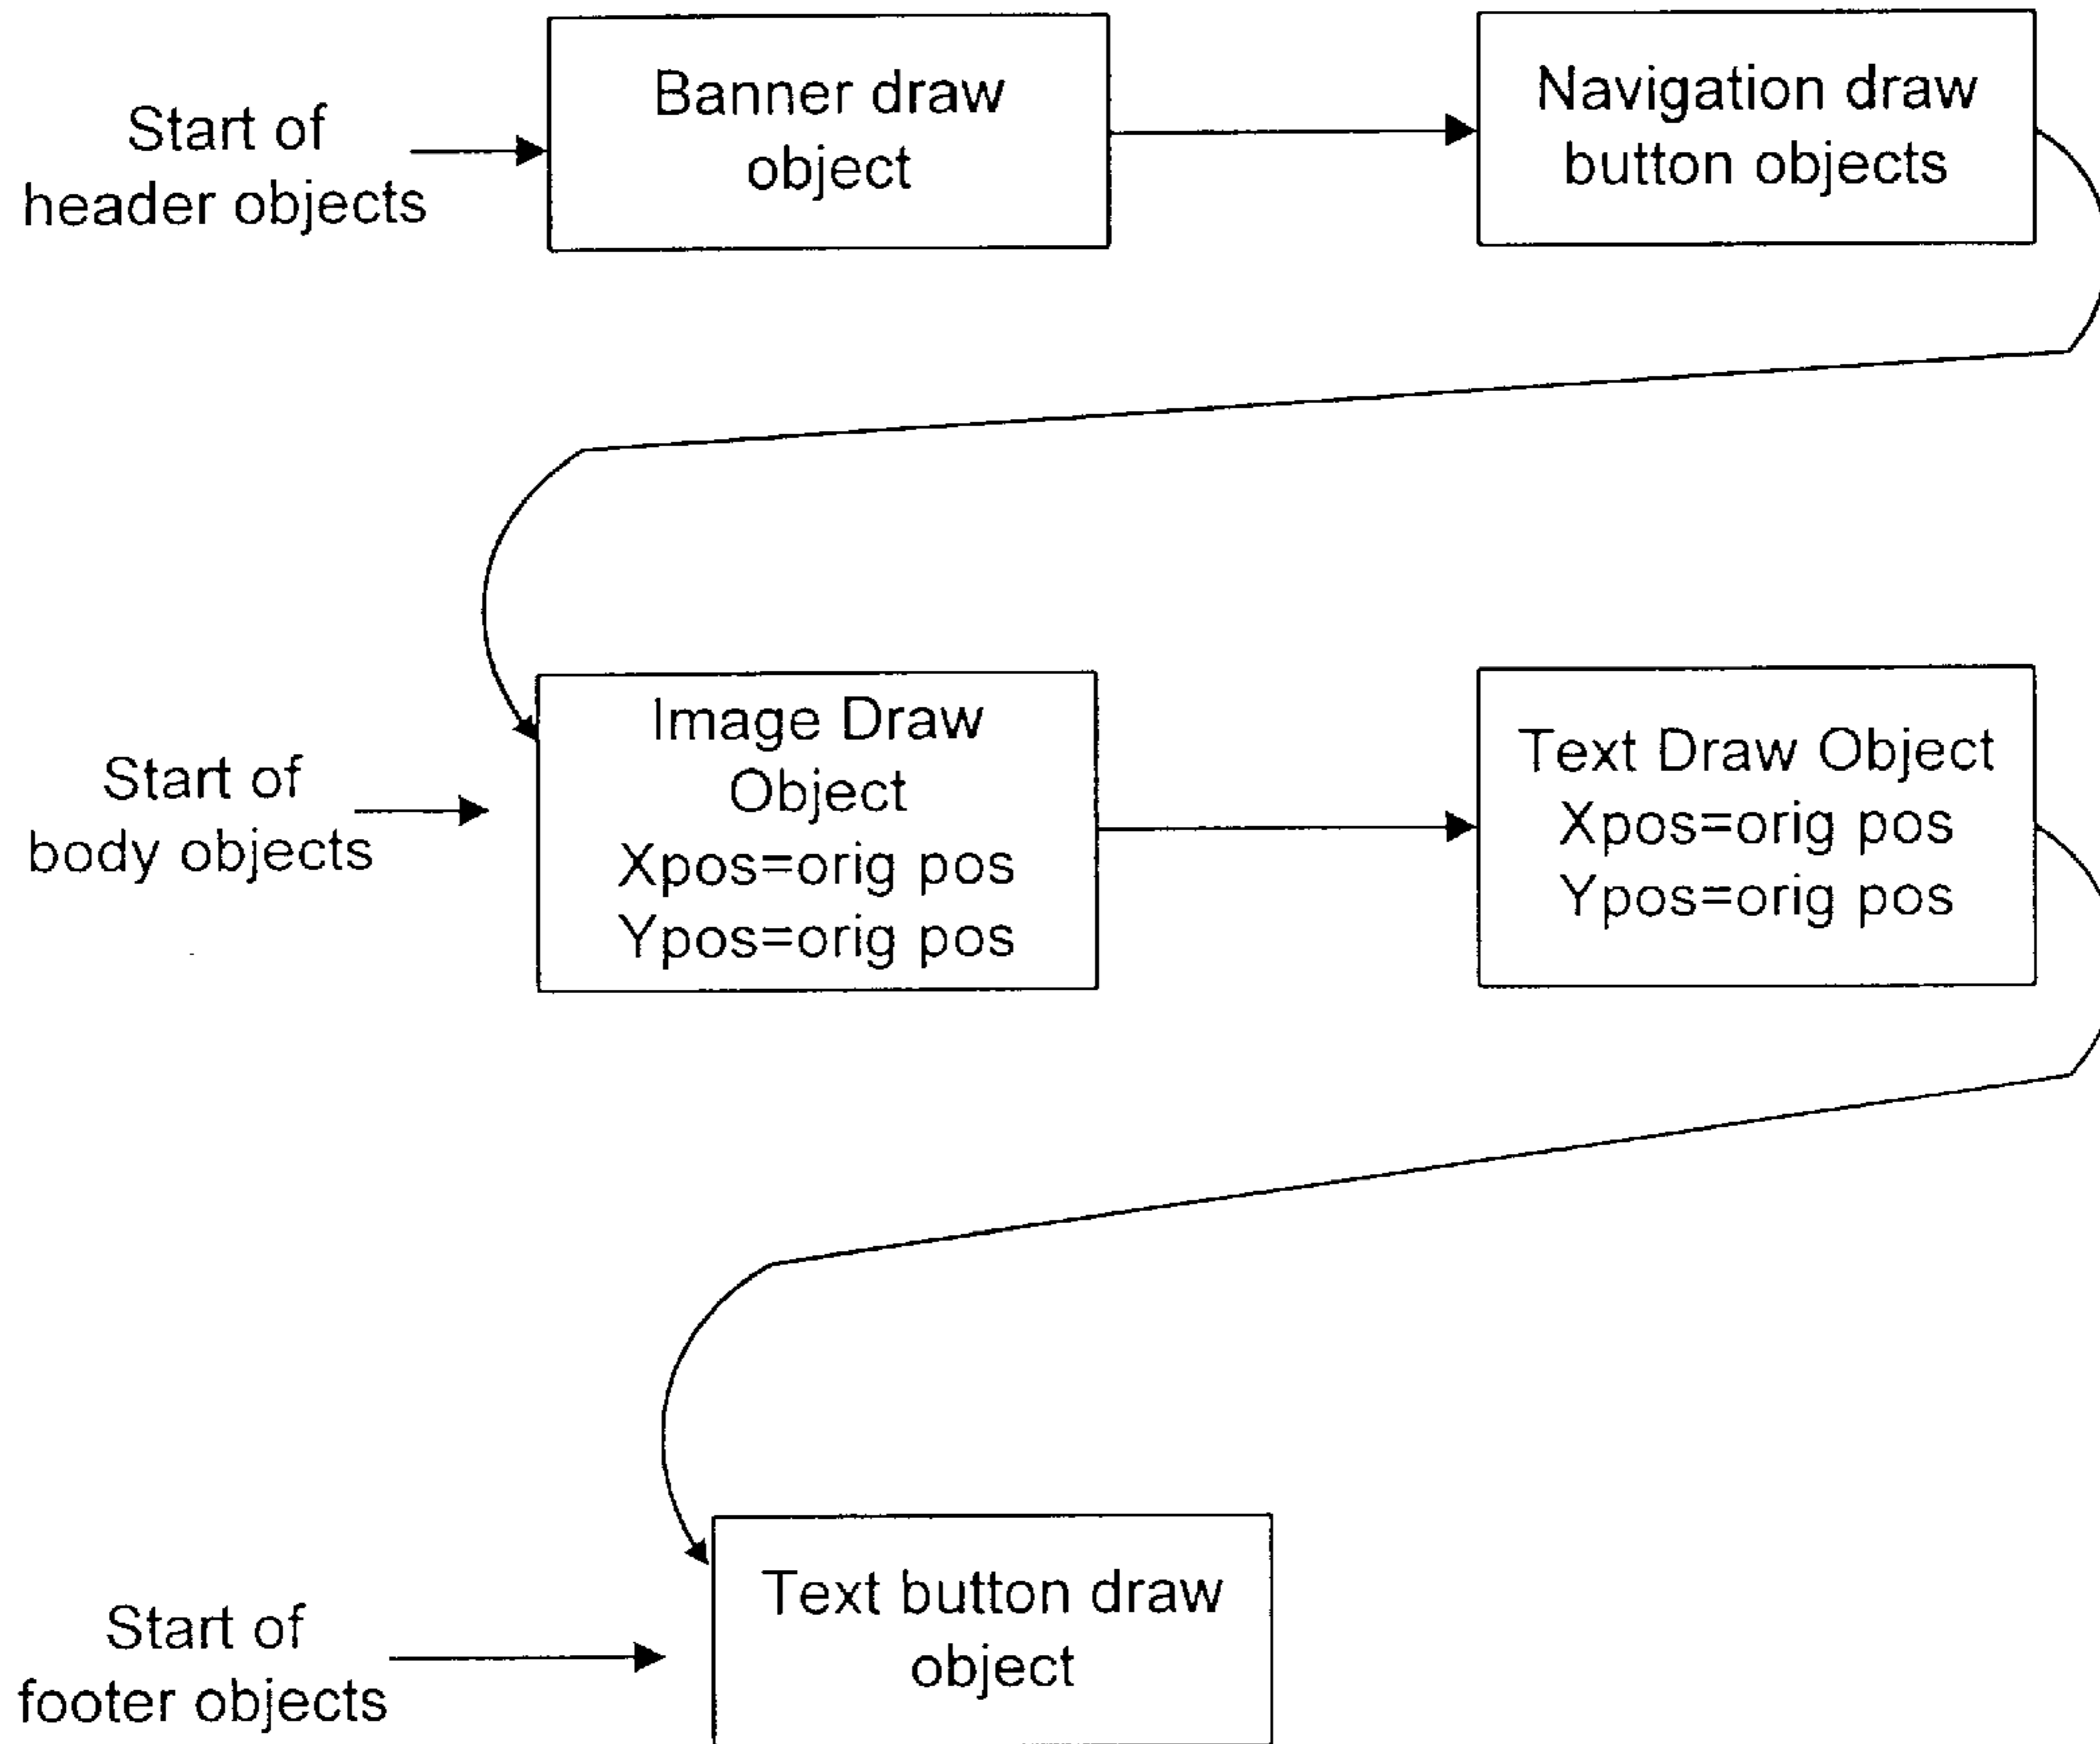 Start of
header objects
Banner draw
object
Navigation draw
button objects
Start of
body objects
Image Draw
Object
Xpos=orig pos
Ypos=orig pos
Text Draw Object
Xpos=orig pos
Ypos=orig pos
Start of
footer objects
Text button draw
object